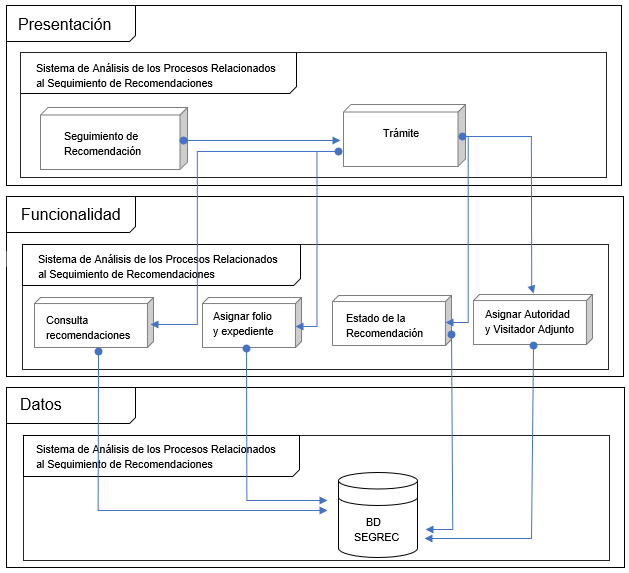 Presentación
Sistema de Análisis de los Procesos Relacionados
al Seguimiento de Recomendaciones
Seguimiento de
Recomendación
Trámite
Funcionalidad
Sistema de Análisis de los Procesos Relacionados
al Seguimiento de Recomendaciones
Consulta
recomendaciones
Asignar folio
y expediente
Estado de la
Recomendación
Asignar Autoridad
y Visitador Adjunto
Datos
Sistema de Análisis de los Procesos Relacionados
al Seguimiento de Recomendaciones
BD
SEGREC